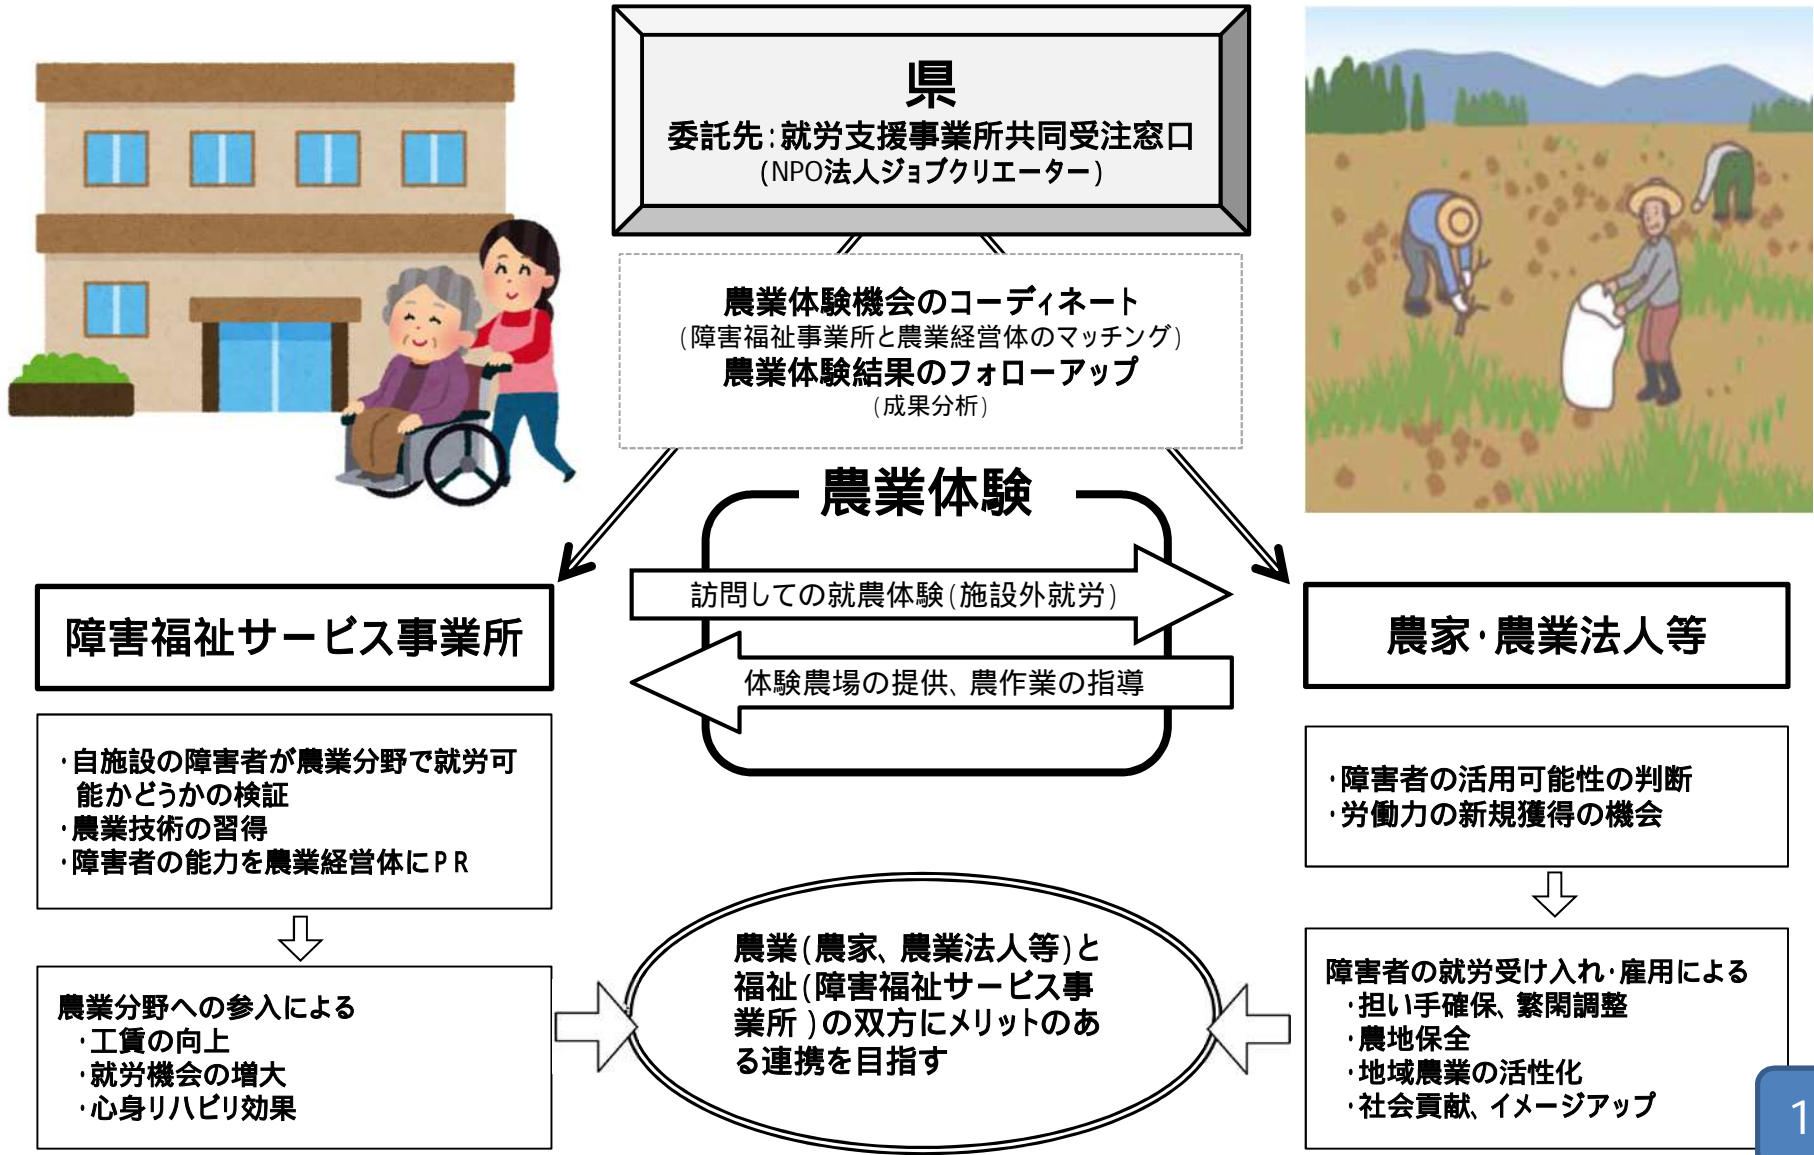 県
委託先：就労支援事業所共同受注窓口
（NPO法人ジョブクリエーター）
農業体験機会のコーディネート
（障害福祉事業所と農業経営体のマッチング）
農業体験結果のフォローアップ
（成果分析）
農業体験
訪問しての就農体験（施設外就労）
体験農場の提供、農作業の指導
障害福祉サービス事業所
・自施設の障害者が農業分野で就労可
能かどうかの検証
・農業技術の習得
・障害者の能力を農業経営体にＰＲ
農業分野への参入による
・工賃の向上
・就労機会の増大
・心身リハビリ効果
農家・農業法人等
・障害者の活用可能性の判断
・労働力の新規獲得の機会
障害者の就労受け入れ・雇用による
・担い手確保、繁閑調整
・農地保全
・地域農業の活性化
・社会貢献、イメージアップ
農業（農家、農業法人等）と
福祉（障害福祉サービス事
業所）の双方にメリットのあ
る連携を目指す
1